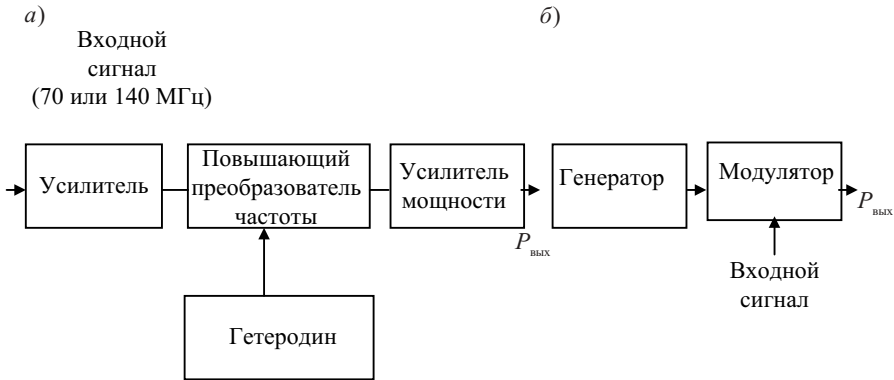 а)
Входной
сигнал
(70 или 140 МГц)
Усилитель
Повышающий
преобразователь
частоты
Усилитель
мощности
Pвых
Гетеродин
б)
Генератор
Модулятор
Pвых
Входной
сигнал